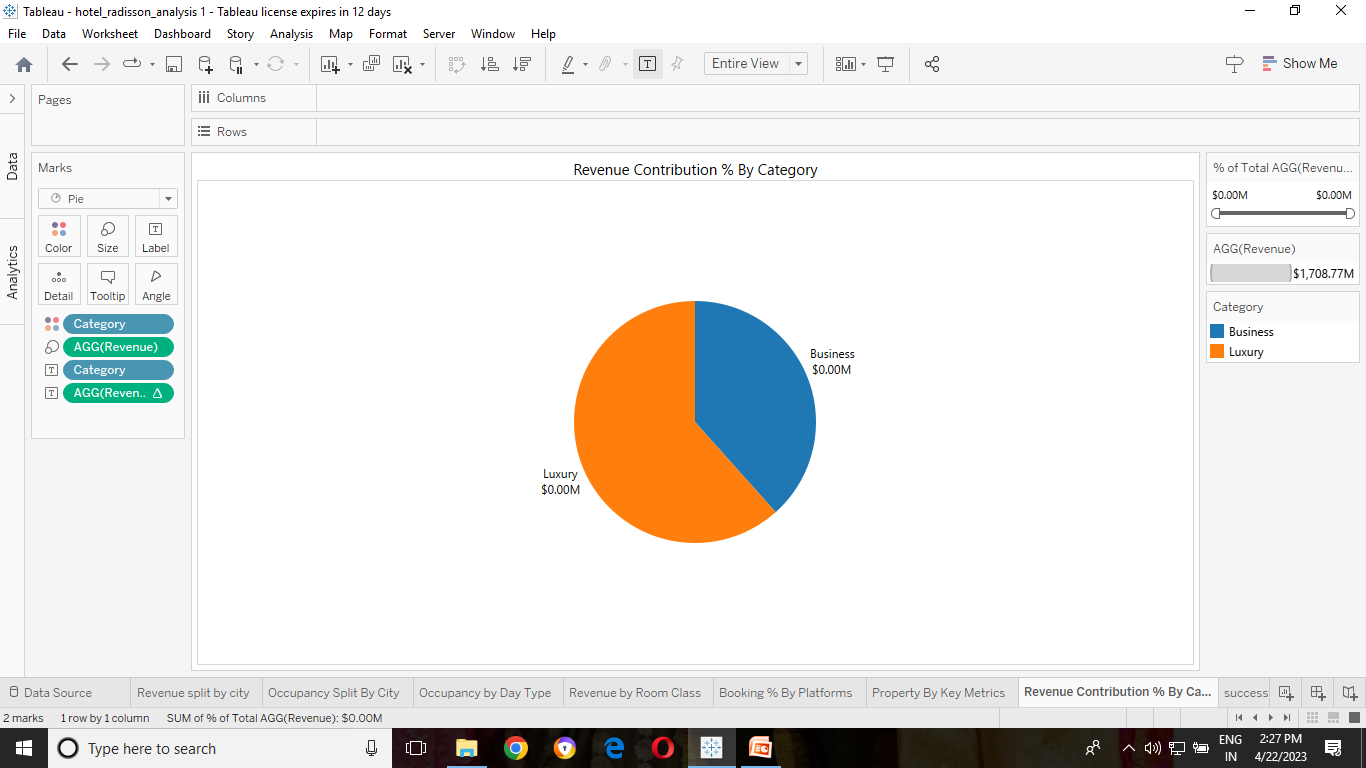 Tableau - hotel_radisson_analysis 1 - Tableau license expires in 12 days
File Data Worksheet Dashboard Story Analysis Map Format Server Window Help
Entire View
Show Me
Pages
Columns
Rows
Data
Analytics
Marks
Pie
Color Size Label
Detail Tooltip Angle
Category
AGG(Revenue)
Category
AGG(Reven..
Revenue Contribution % By Category
Business
$0.00M
Luxury
$0.00M
% of Total AGG(Revenu...
$0.00M $0.00M
AGG(Revenue)
$1,708.77M
Category
Business
Luxury
Data Source Revenue split by city Occupancy Split By City Occupancy by Day Type Revenue by Room Class Booking % By Platforms Property By Key Metrics Revenue Contribution % By Ca... success
2 marks 1 row by 1 column SUM of % of Total AGG(Revenue): $0.00M
Type here to search
ENG
IN
2:27 PM
4/22/2023